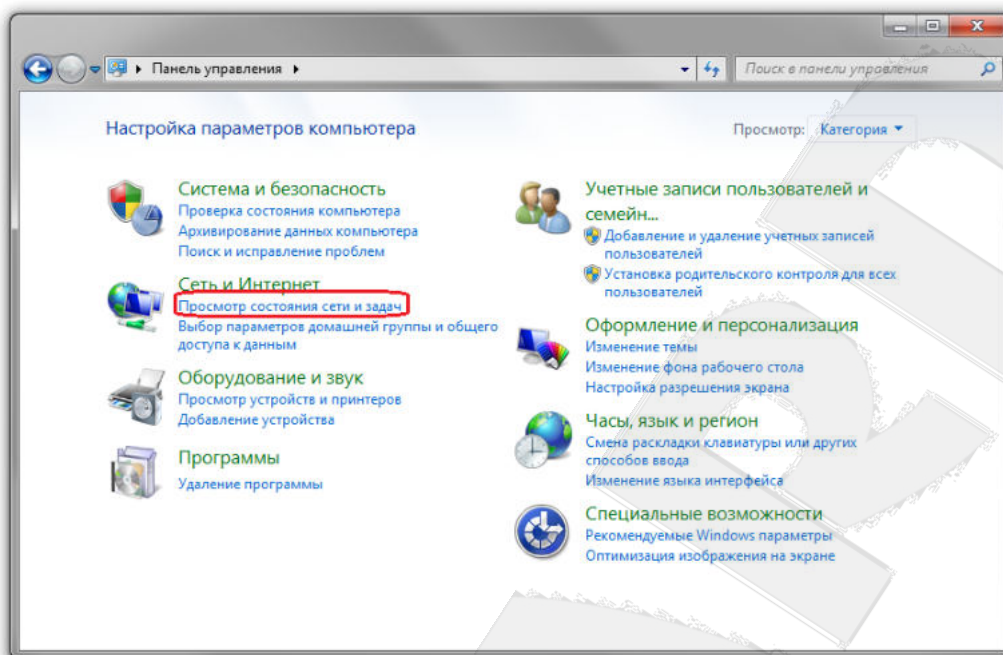 Панель управления
Поиск в панели управления
Настройка параметров компьютера
Просмотр: Категория
Система и безопасность
Проверка состояния компьютера
Архивирование данных компьютера
Поиск и исправление проблем
Сеть и Интернет
Просмотр состояния сети и задач
Выбор параметров домашней группы и общего
доступа к данным
Оборудование и звук
Просмотр устройств и принтеров
Добавление устройства
Программы
Удаление программы
Учетные записи пользователей и
семейн...
Добавление и удаление учетных записей
пользователей
Установка родительского контроля для всех
пользователей
Оформление и персонализация
Изменение темы
Изменение фона рабочего стола
Настройка разрешения экрана
Часы, язык и регион
Смена раскладки клавиатуры или других
способов ввода
Изменение языка интерфейса
Специальные возможности
Рекомендуемые Windows параметры
Оптимизация изображения на экране